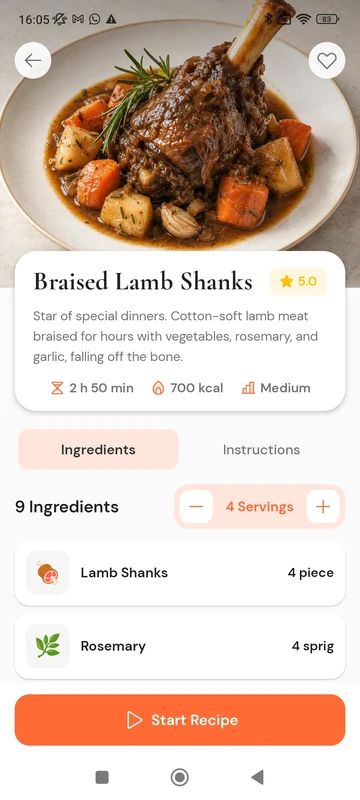 16:05
83
Braised Lamb Shanks
5.0
Star of special dinners. Cotton-soft lamb meat
braised for hours with vegetables, rosemary, and
garlic, falling off the bone.
2 h 50 min
700 kcal
Medium
Ingredients
Instructions
9 Ingredients
4 Servings
Lamb Shanks
4 piece
Rosemary
4 sprig
Start Recipe